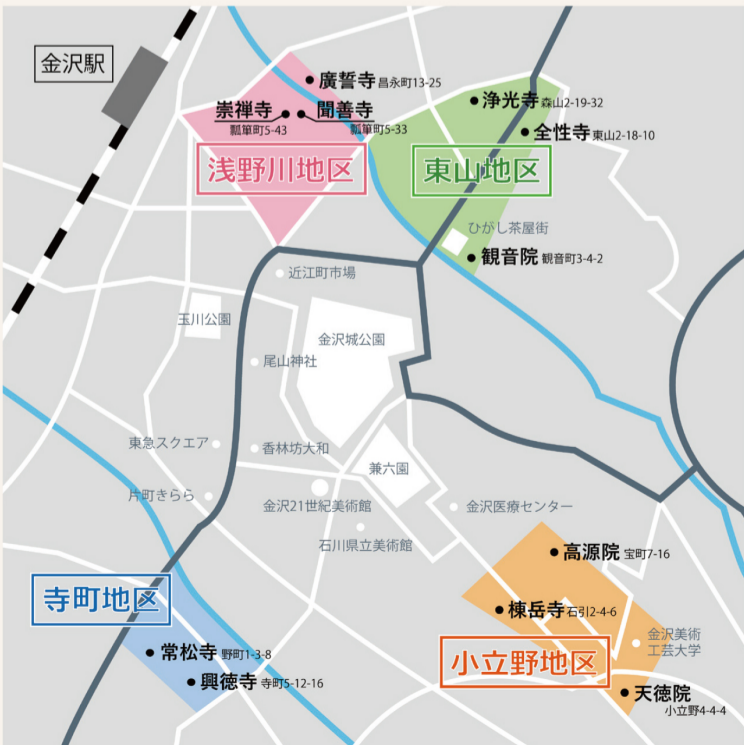 金沢駅
廣誓寺 昌永町13-25
崇禅寺
瓢箪町5-43
聞善寺
瓢箪町5-33
浅野川地区
浄光寺 森山2-19-32
全性寺 東山2-18-10
東山地区
ひがし茶屋街
観音院 観音町3-4-2
近江町市場
玉川公園
金沢城公園
尾山神社
東急スクエア
香林坊大和
兼六園
片町きらら
金沢21世紀美術館
金沢医療センター
石川県立美術館
高源院 宝町7-16
寺町地区
棟岳寺 石引2-4-6
金沢美術
工芸大学
常松寺 野町1-3-8
小立野地区
興徳寺 寺町5-12-16
天徳院
小立野4-4-4